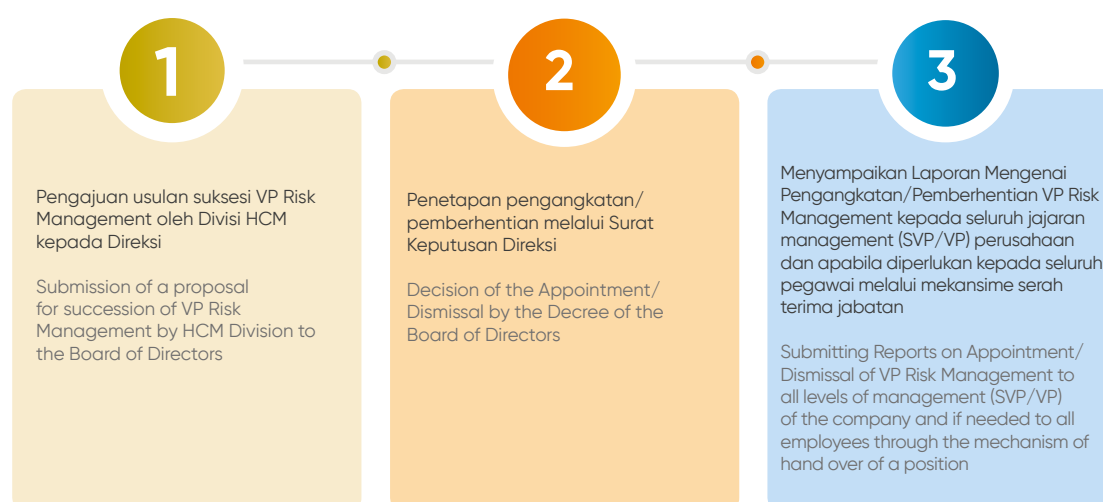 1
Pengajuan usulan suksesi VP Risk
Management oleh Divisi HCM
kepada Direksi
Submission of a proposal
for succession of VP Risk
Management by HCM Division to
the Board of Directors
2
Penetapan pengangkatan/
pemberhentian melalui Surat
Keputusan Direksi
Decision of the Appointment/
Dismissal by the Decree of the
Board of Directors
3
Menyampaikan Laporan Mengenai
Pengangkatan/Pemberhentian VP Risk
Management kepada seluruh jajaran
management (SVP/VP) perusahaan
dan apabila diperlukan kepada seluruh
pegawai melalui mekansime serah
terima jabatan
Submitting Reports on Appointment/
Dismissal of VP Risk Management to
all levels of management (SVP/VP)
of the company and if needed to all
employees through the mechanism of
hand over of a position